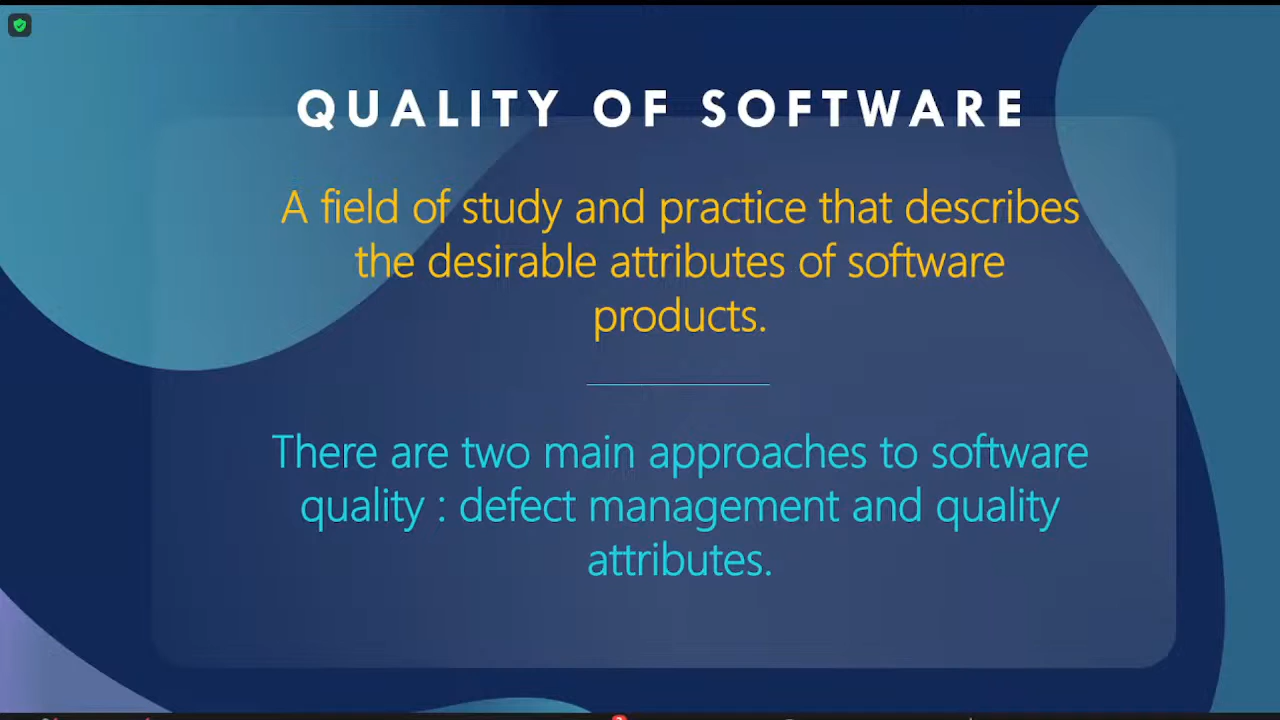 QUALITY OF SOFTWARE
A field of study and practice that describes
the desirable attributes of software
products.
There are two main approaches to software
quality : defect management and quality
attributes.